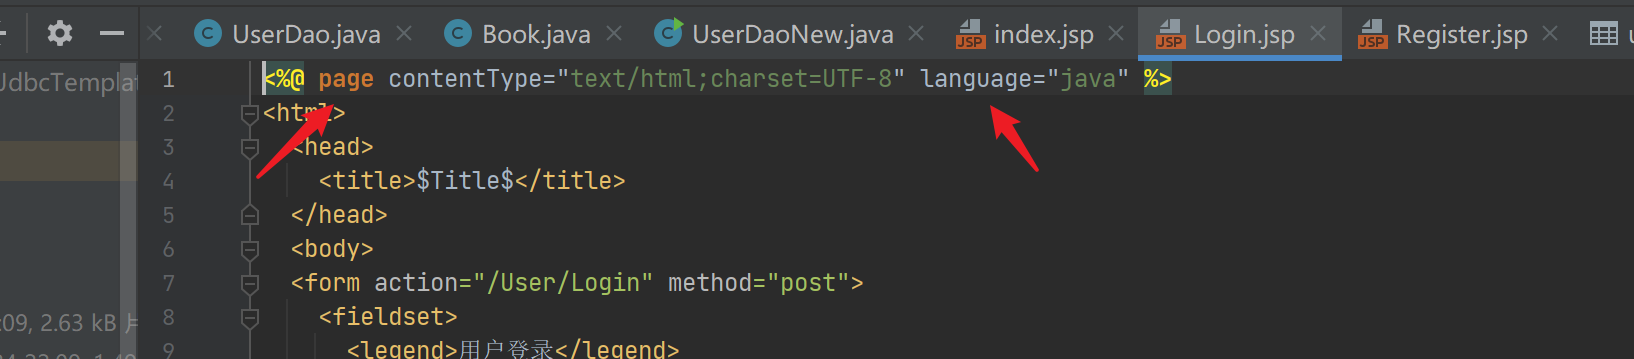 UserDao.java Book.java UserDaoNew.java index.jsp Login.jsp Register.jsp
JdbcTemplat
1 <%@ page contentType="text/html;charset=UTF-8" language="java" %>
2 <html>
3 <head>
4 <title>$Title$</title>
5 </head>
6 <body>
7 <form action="/User/Login" method="post">
8 <fieldset>
:09, 2.63 kB
9 <legend>用户登录</legend>